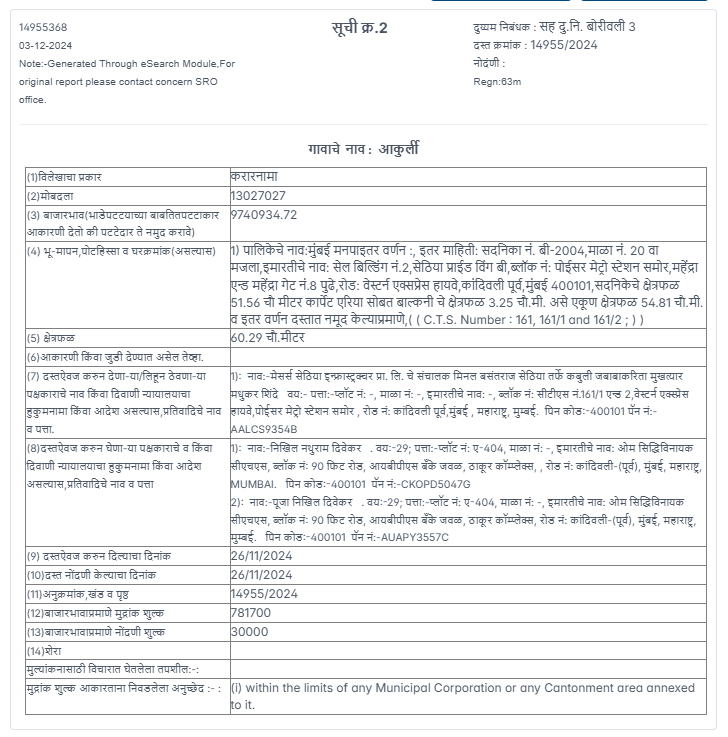 14955368
03-12-2024
Note:-Generated Through eSearch Module,For
original report please contact concern SRO
office.
सूची क्र.2
दुय्यम निबंधक : सह दु.नि. बोरीवली 3
दस्त क्रमांक : 14955/2024
नोदंणी :
Regn:63m
गावाचे नाव : आकुर्ली
(1)विलेखाचा प्रकार
करारनामा
(2)मोबदला
13027027
(3) बाजारभाव(भाडेपटटयाच्या बाबतितपटटाकार
आकारणी देतो की पटटेदार ते नमुद करावे)
9740934.72
(4) भू-मापन,पोटहिस्सा व घरक्रमांक(असल्यास)
1) पालिकेचे नाव:मुंबई मनपाइतर वर्णन :, इतर माहिती: सदनिका नं. बी-2004,माळा नं. 20 वा
मजला,इमारतीचे नाव: सेल बिल्डिंग नं.2,सेठिया प्राईड विंग बी,ब्लॉक नं: पोईसर मेट्रो स्टेशन समोर,महेंद्रा
एन्ड महेंद्रा गेट नं.8 पुढे,रोड: वेस्टर्न एक्सप्रेस हायवे,कांदिवली पूर्व,मुंबई 400101,सदनिकेचे क्षेत्रफळ
51.56 चौ मीटर कार्पेट एरिया सोबत बाल्कनी चे क्षेत्रफळ 3.25 चौ.मी. असे एकूण क्षेत्रफळ 54.81 चौ.मी.
व इतर वर्णन दस्तात नमूद केल्याप्रमाणे,( ( C.T.S. Number : 161, 161/1 and 161/2 ; ) )
(5) क्षेत्रफळ
60.29 चौ.मीटर
(6)आकारणी किंवा जुडी देण्यात असेल तेव्हा.
(7) दस्तऐवज करुन देणा-या/लिहून ठेवणा-या
पक्षकाराचे नाव किंवा दिवाणी न्यायालयाचा
हुकुमनामा किंवा आदेश असल्यास,प्रतिवादिचे नाव
व पत्ता.
1): नाव:-मेसर्स सेठिया इन्फ्रास्ट्रक्चर प्रा. लि. चे संचालक मिनल बसंतराज सेठिया तर्फे कबुली जबाबाकरिता मुखत्यार
मधुकर शिंदे वय:- पत्ता:-प्लॉट नं: -, माळा नं: -, इमारतीचे नाव: -, ब्लॉक नं: सीटीएस नं.161/1 एन्ड 2,वेस्टर्न एक्स्प्रेस
हायवे,पोईसर मेट्रो स्टेशन समोर , रोड नं: कांदिवली पूर्व,मुंबई , महाराष्ट्र, मुम्बई. पिन कोड:-400101 पॅन नं:-
AALCS9354B
(8)दस्तऐवज करुन घेणा-या पक्षकाराचे व किंवा
दिवाणी न्यायालयाचा हुकुमनामा किंवा आदेश
असल्यास,प्रतिवादिचे नाव व पत्ता
1): नाव:-निखिल नथुराम दिवेकर . वय:-29; पत्ता:-प्लॉट नं: ए-404, माळा नं: -, इमारतीचे नाव: ओम सिद्धिविनायक
सीएचएस, ब्लॉक नं: 90 फिट रोड, आयबीपीएस बँके जवळ, ठाकूर कॉम्प्लेक्स, , रोड नं: कांदिवली-(पूर्व), मुंबई, महाराष्ट्र,
MUMBAI. पिन कोड:-400101 पॅन नं:-CKOPD5047G
2): नाव:-पूजा निखिल दिवेकर . वय:-29; पत्ता:-प्लॉट नं: ए-404, माळा नं: -, इमारतीचे नाव: ओम सिद्धिविनायक
सीएचएस, ब्लॉक नं: 90 फिट रोड, आयबीपीएस बँके जवळ, ठाकूर कॉम्प्लेक्स, रोड नं: कांदिवली-(पूर्व), मुंबई, महाराष्ट्र,
मुम्बई. पिन कोड:-400101 पॅन नं:-AUAPY3557C
(9) दस्तऐवज करुन दिल्याचा दिनांक
26/11/2024
(10)दस्त नोंदणी केल्याचा दिनांक
26/11/2024
(11)अनुक्रमांक,खंड व पृष्ठ
14955/2024
(12)बाजारभावाप्रमाणे मुद्रांक शुल्क
781700
(13)बाजारभावाप्रमाणे नोंदणी शुल्क
30000
(14)शेरा
मुल्यांकनासाठी विचारात घेतलेला तपशील:-:
मुद्रांक शुल्क आकारताना निवडलेला अनुच्छेद :- :
(i) within the limits of any Municipal Corporation or any Cantonment area annexed
to it.